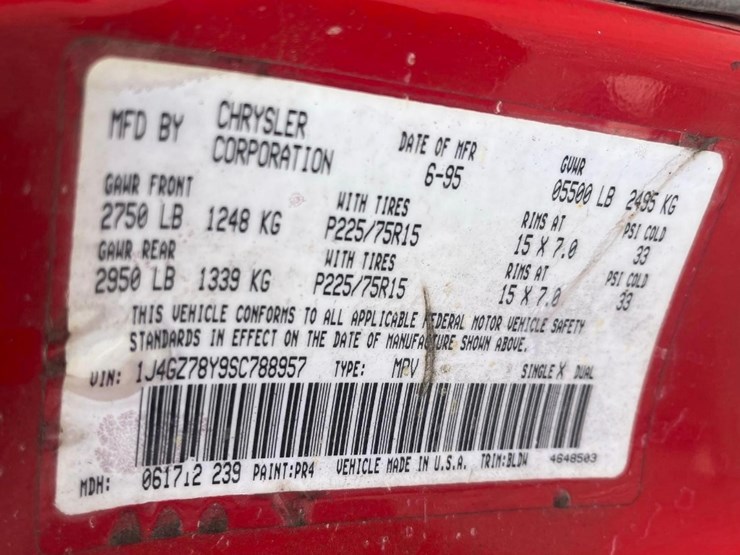 MFD BY CHRYSLER CORPORATION DATE OF MFR 6-95 GVWR 05500 LB 2495 KG
GAWR FRONT WITH TIRES RIMS AT PSI COLD
2750 LB 1248 KG P225/75R15 15 X 7.0 33
GAWR REAR WITH TIRES RIMS AT PSI COLD
2950 LB 1339 KG P225/75R15 15 X 7.0 33
THIS VEHICLE CONFORMS TO ALL APPLICABLE FEDERAL MOTOR VEHICLE SAFETY
STANDARDS IN EFFECT ON THE DATE OF MANUFACTURE SHOWN ABOVE.
VIN: 1J4GZ78Y9SC788957 TYPE: MPV SINGLE X DUAL
MDH: 061712 239 PAINT:PR4 VEHICLE MADE IN U.S.A. TRIM:BLDW 4648503